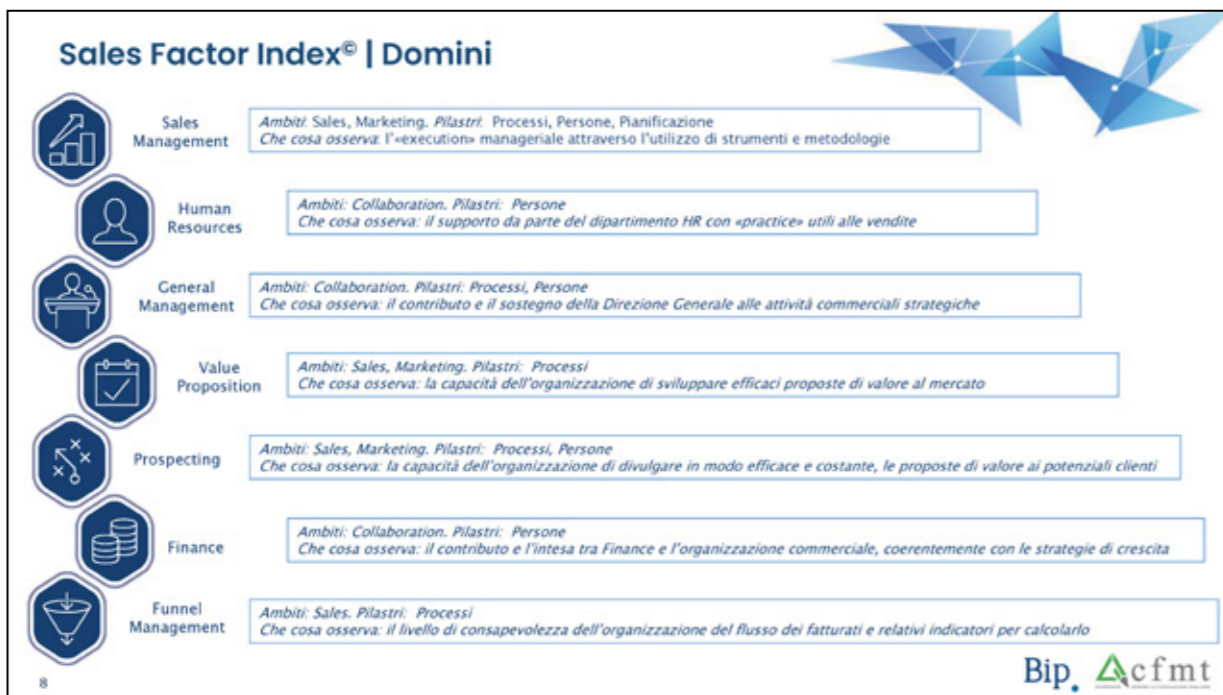 Sales Factor Index© | Domini
Sales
Management
Ambiti: Sales, Marketing. Pilastri: Processi, Persone, Pianificazione
Che cosa osserva: l'«execution» manageriale attraverso l'utilizzo di strumenti e metodologie
Human
Resources
Ambiti: Collaboration. Pilastri: Persone
Che cosa osserva: il supporto da parte del dipartimento HR con «practice» utili alle vendite
General
Management
Ambiti: Collaboration. Pilastri: Processi, Persone
Che cosa osserva: il contributo e il sostegno della Direzione Generale alle attività commerciali strategiche
Value
Proposition
Ambiti: Sales, Marketing. Pilastri: Processi
Che cosa osserva: la capacità dell'organizzazione di sviluppare efficaci proposte di valore al mercato
Prospecting
Ambiti: Sales, Marketing. Pilastri: Processi, Persone
Che cosa osserva: la capacità dell'organizzazione di divulgare in modo efficace e costante, le proposte di valore ai potenziali clienti
Finance
Ambiti: Collaboration. Pilastri: Persone
Che cosa osserva: il contributo e l'intesa tra Finance e l'organizzazione commerciale, coerentemente con le strategie di crescita
Funnel
Management
Ambiti: Sales. Pilastri: Processi
Che cosa osserva: il livello di consapevolezza dell'organizzazione del flusso dei fatturati e relativi indicatori per calcolarlo
8
Bip. cfmt